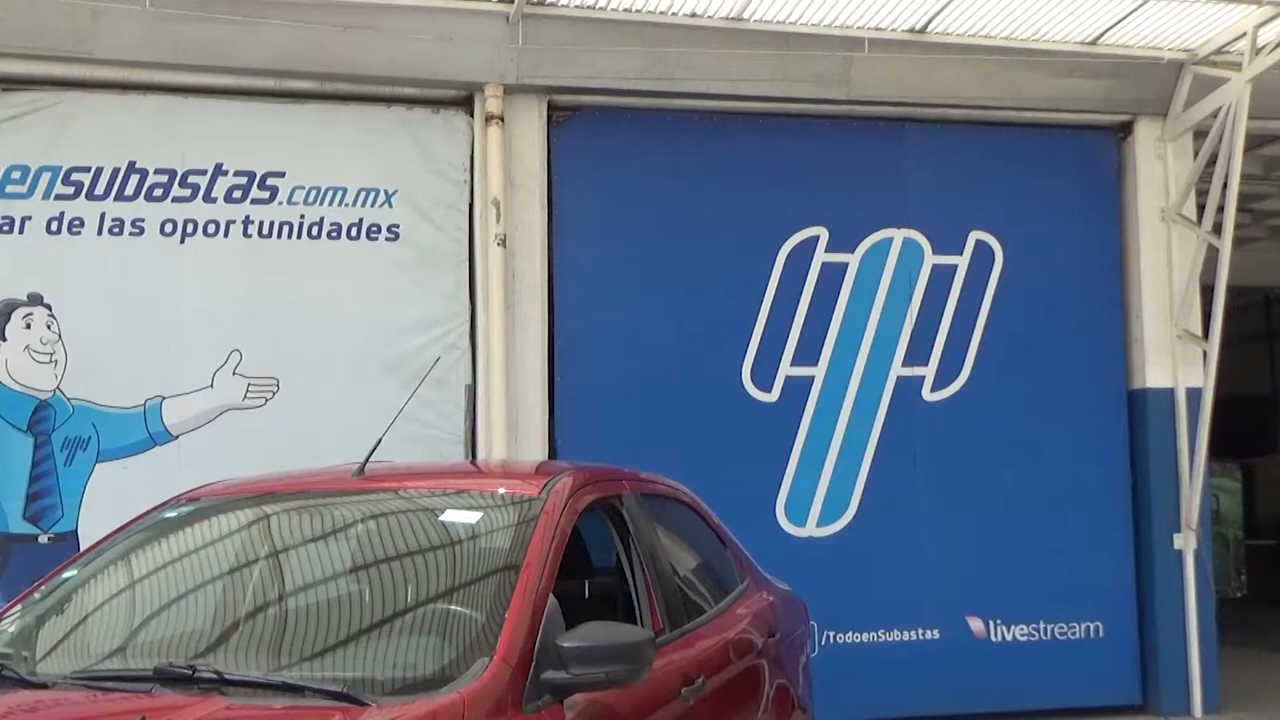 ensubastas.com.mx
ar de las oportunidades
/TodoenSubastas
livestream